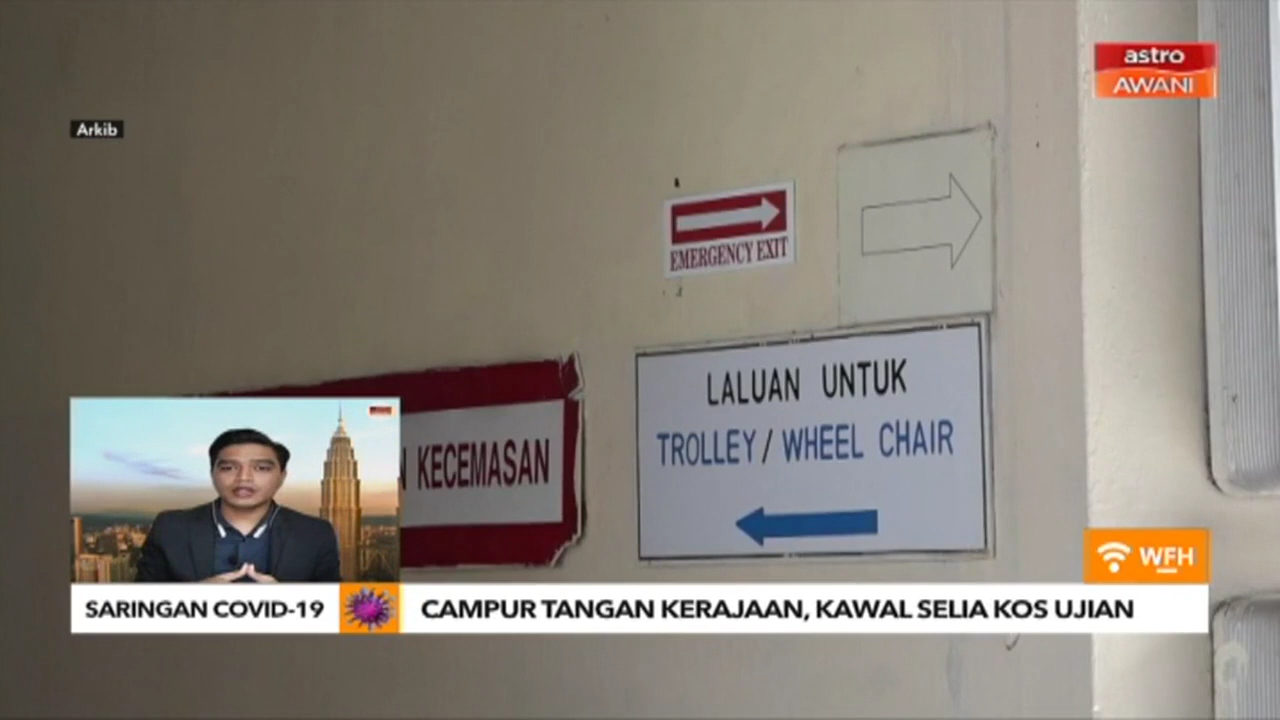 astro
AWANI
Arkib
EMERGENCY EXIT
LALUAN UNTUK
TROLLEY / WHEEL CHAIR
KECEMASAN
WFH
SARINGAN COVID-19
CAMPUR TANGAN KERAJAAN, KAWAL SELIA KOS UJIAN